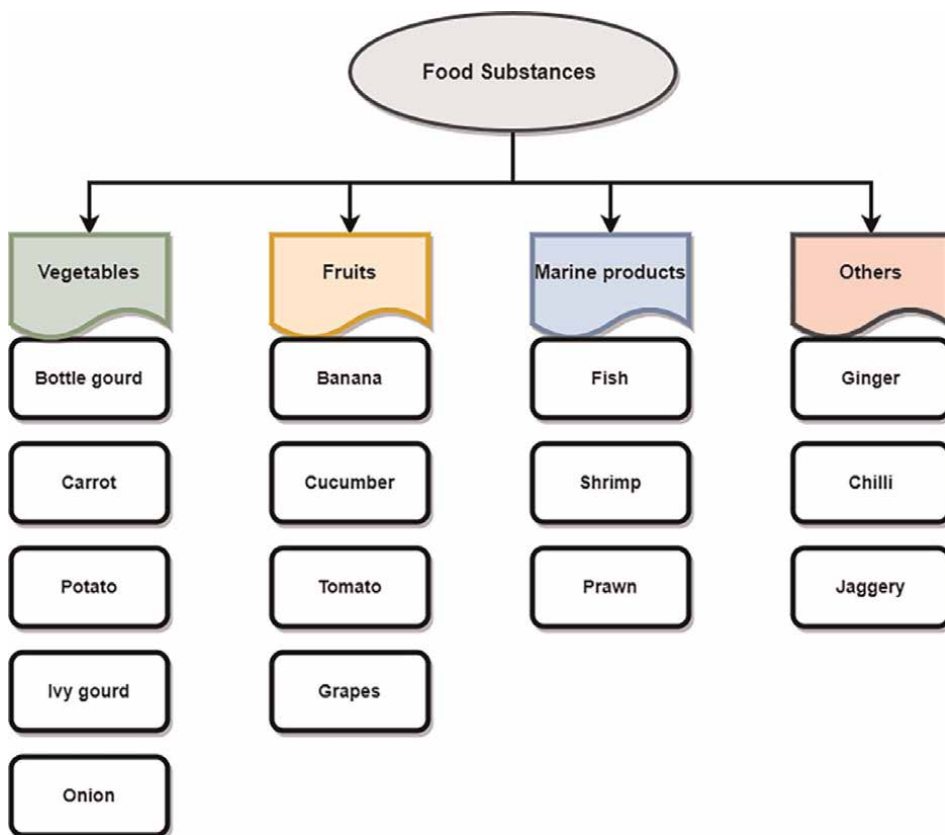 Food Substances
Vegetables
Fruits
Marine products
Others
Bottle gourd
Banana
Fish
Ginger
Carrot
Cucumber
Shrimp
Chilli
Potato
Tomato
Prawn
Jaggery
Ivy gourd
Grapes
Onion